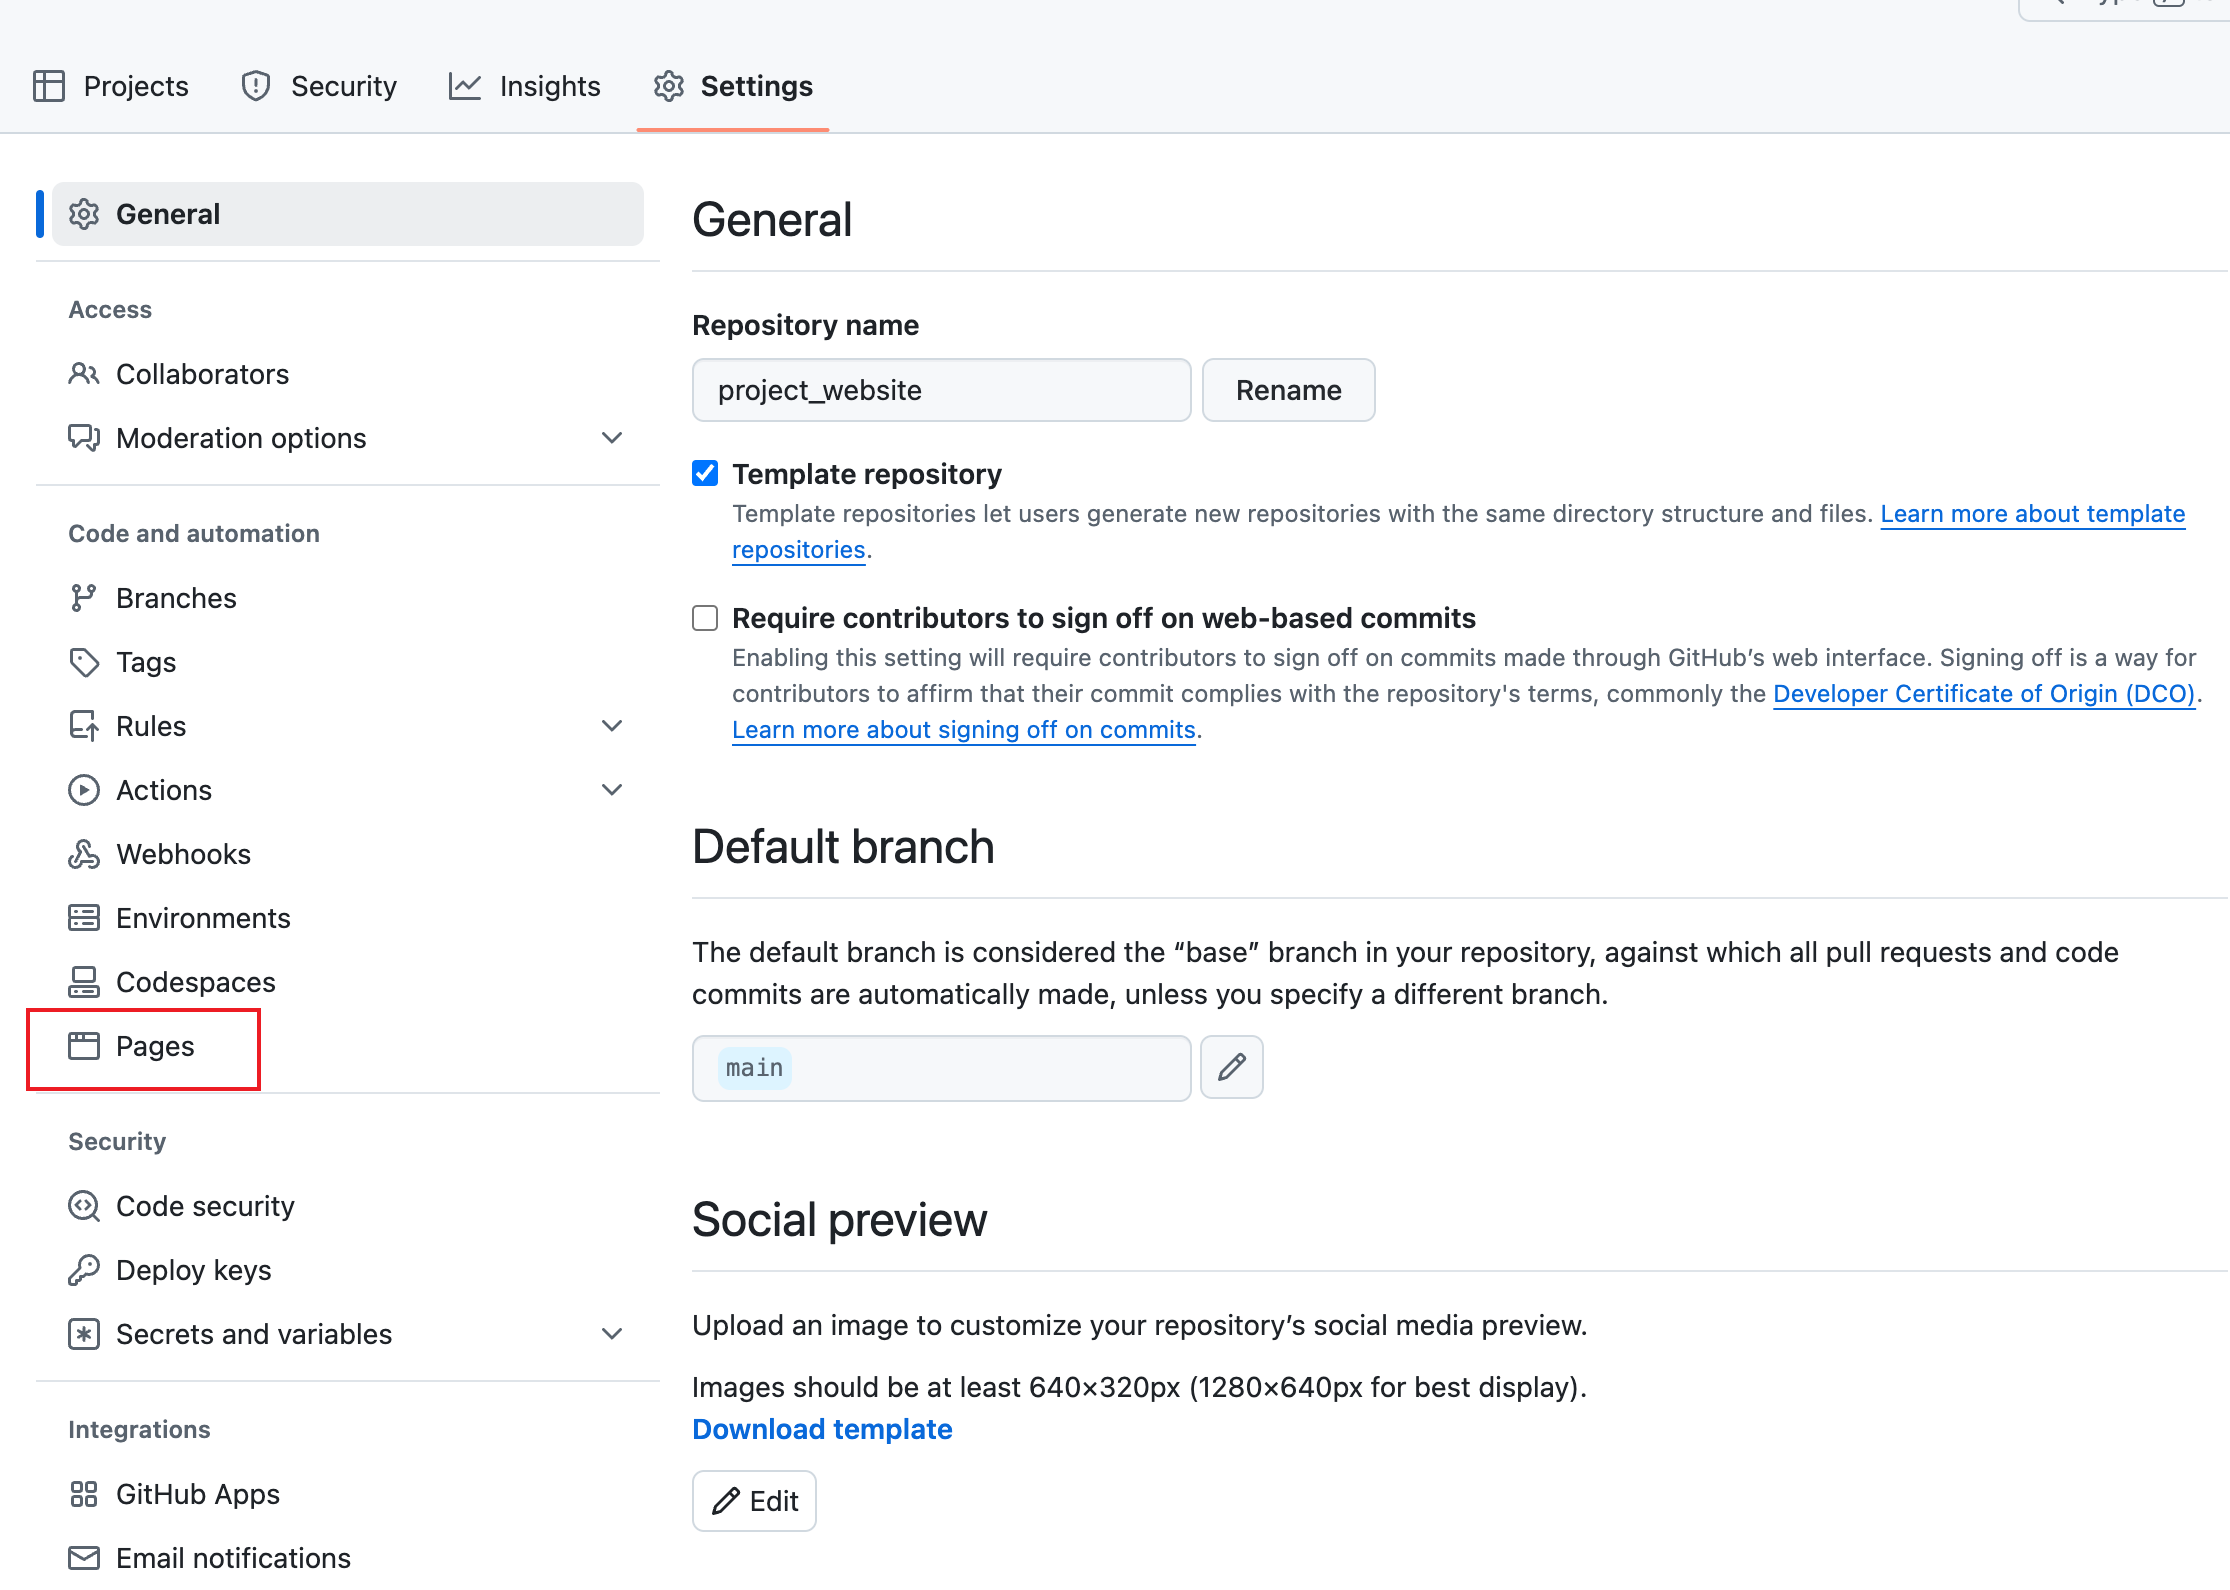 Projects
Security
Insights
Settings
General
Access
Collaborators
Moderation options
Code and automation
Branches
Tags
Rules
Actions
Webhooks
Environments
Codespaces
Pages
Security
Code security
Deploy keys
Secrets and variables
Integrations
GitHub Apps
Email notifications
General
Repository name
project_website
Rename
Template repository
Template repositories let users generate new repositories with the same directory structure and files. Learn more about template
repositories.
Require contributors to sign off on web-based commits
Enabling this setting will require contributors to sign off on commits made through GitHub’s web interface. Signing off is a way for
contributors to affirm that their commit complies with the repository's terms, commonly the Developer Certificate of Origin (DCO).
Learn more about signing off on commits.
Default branch
The default branch is considered the “base” branch in your repository, against which all pull requests and code
commits are automatically made, unless you specify a different branch.
main
Social preview
Upload an image to customize your repository’s social media preview.
Images should be at least 640×320px (1280×640px for best display).
Download template
Edit